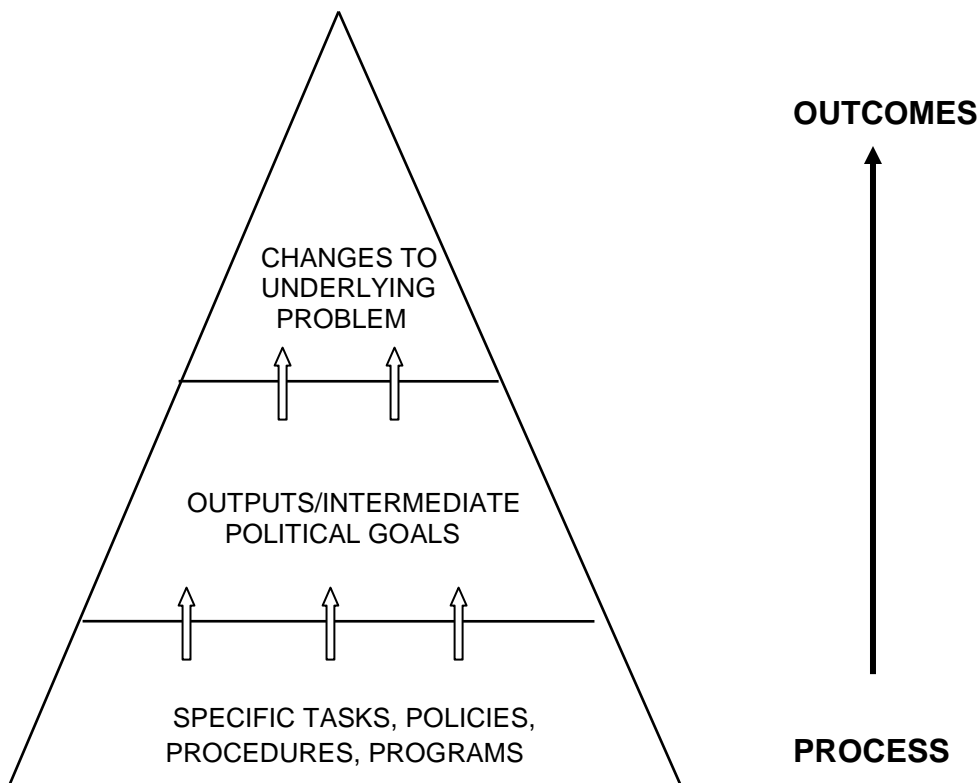 OUTCOMES
CHANGES TO
UNDERLYING
PROBLEM
OUTPUTS/INTERMEDIATE
POLITICAL GOALS
SPECIFIC TASKS, POLICIES,
PROCEDURES, PROGRAMS
PROCESS